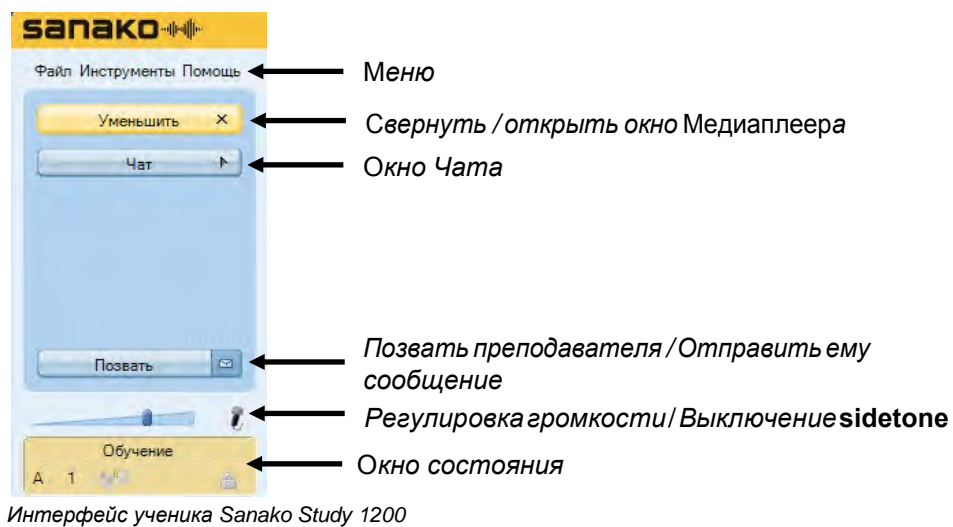 sanako
Файл Инструменты Помощь
Меню
Уменьшить
Свернуть / открыть окно Медиаплеера
Чат
Окно Чата
Позвать
Позвать преподавателя / Отправить ему
сообщение
Регулировка громкости / Выключение sidetone
Обучение
Окно состояния
A 1
Интерфейс ученика Sanako Study 1200